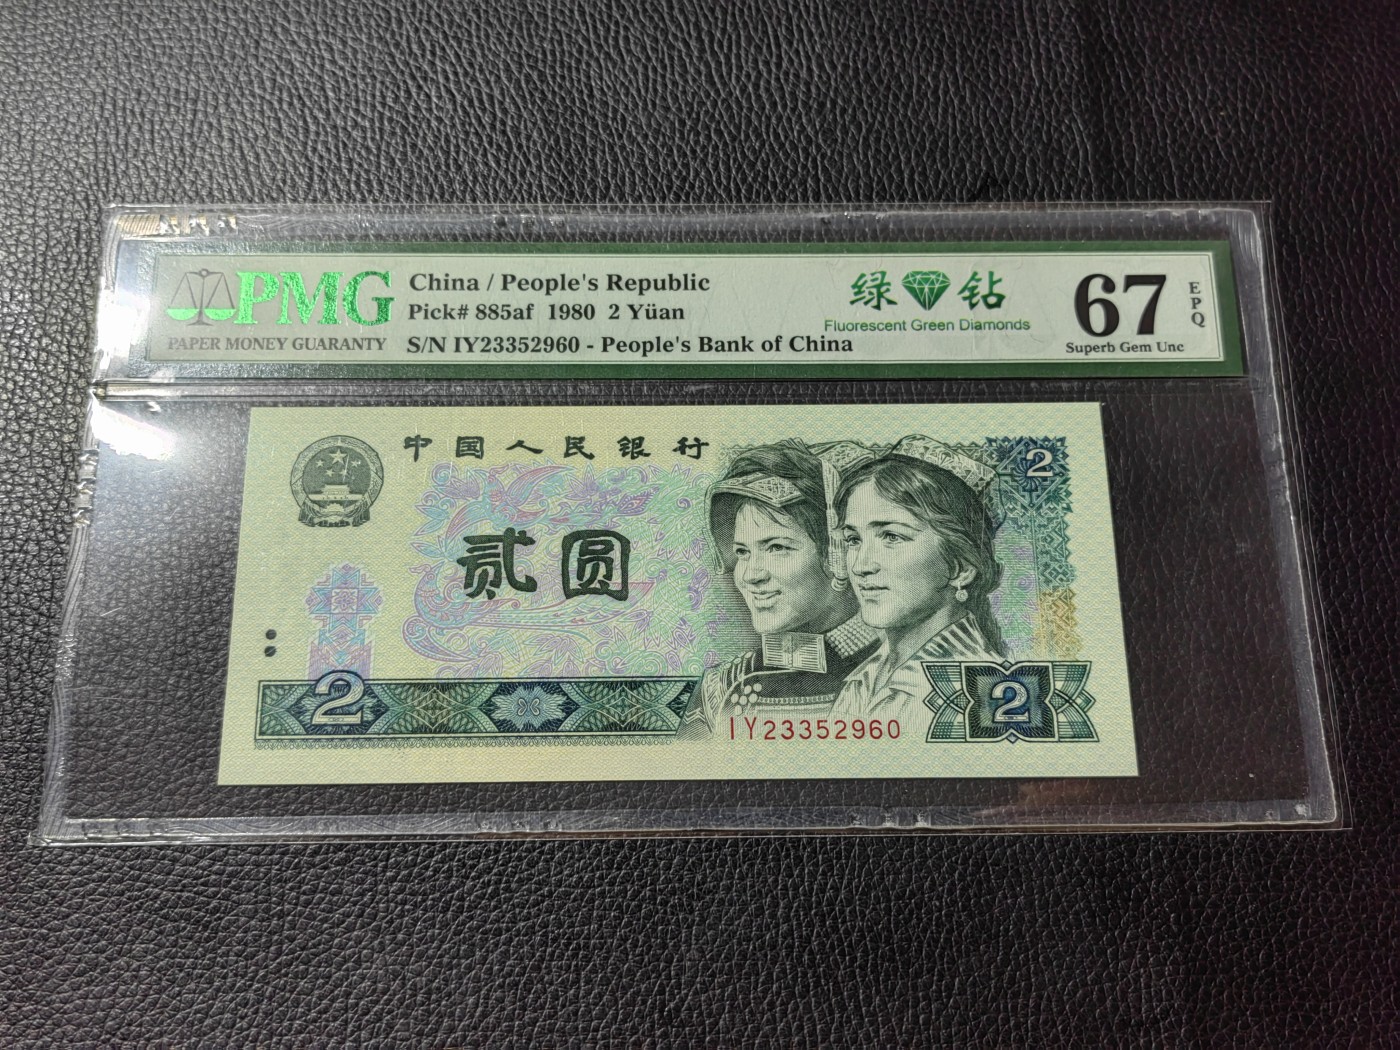 PMG
PAPER MONEY GUARANTY
China / People's Republic
Pick# 885af 1980 2 Yüan
S/N IY23352960 - People's Bank of China
绿钻
Fluorescent Green Diamonds
67
EPQ
Superb Gem Unc
中国人民银行
2
贰圆
2
IY23352960
2